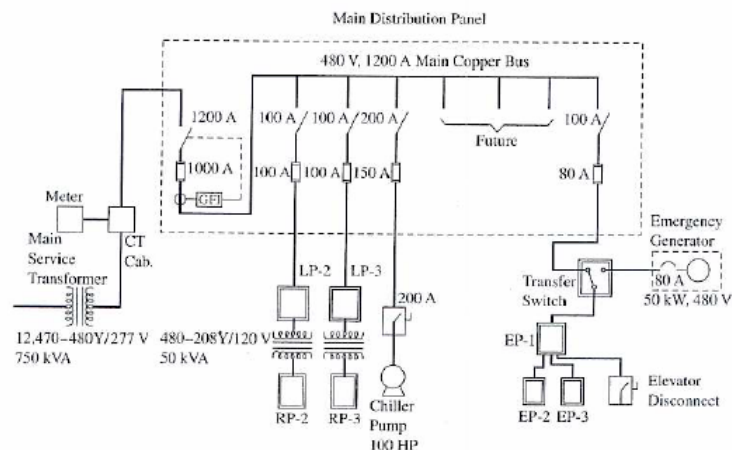 Main Distribution Panel
480 V, 1200 A Main Copper Bus
1200 A
100 A
100 A
200 A
100 A
Future
1000 A
100 A
100 A
150 A
80 A
GFI
Meter
Main
Service
Transformer
CT
Cab.
LP-2
LP-3
200 A
Transfer
Switch
Emergency
Generator
80 A
50 kW, 480 V
12,470–480Y/277 V
750 kVA
480–208Y/120 V
50 kVA
EP-1
RP-2
RP-3
Chiller
Pump
100 HP
EP-2
EP-3
Elevator
Disconnect